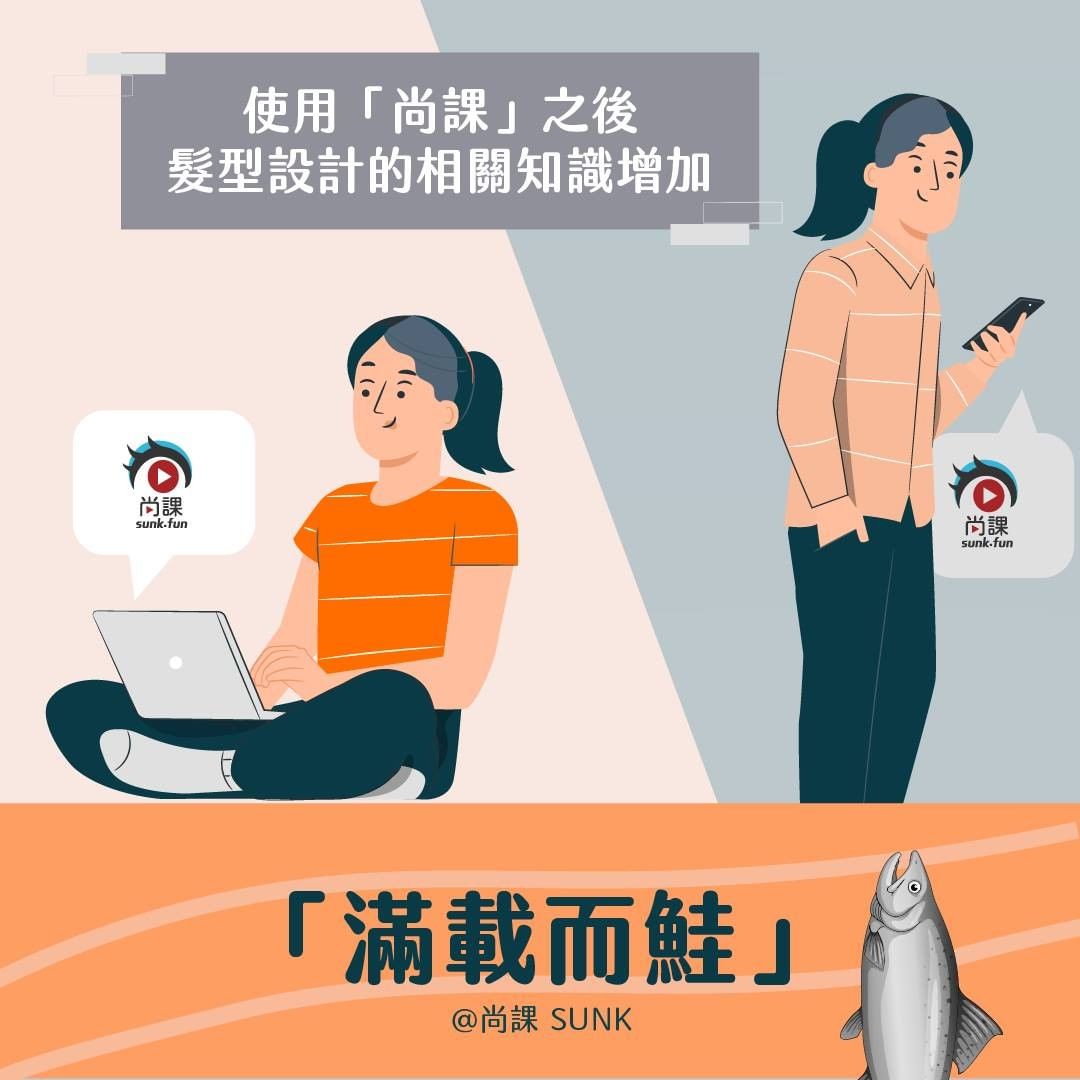 使用「尚課」之後
髮型設計的相關知識增加
尚課
sunk.fun
尚課
sunk.fun
「滿載而鮭」
@尚課 SUNK